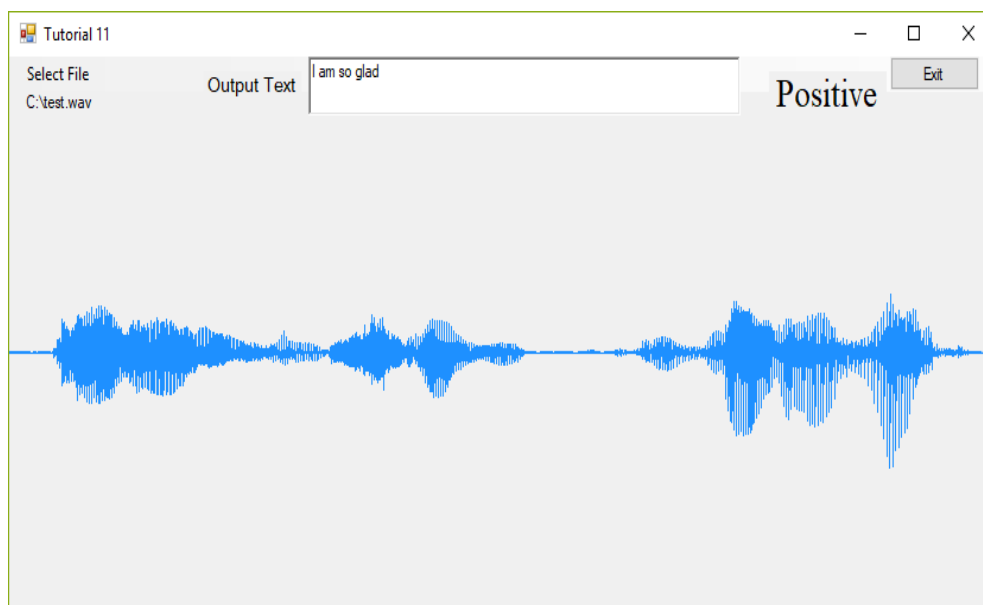 Tutorial 11
Select File
C:\test.wav
Output Text
I am so glad
Positive
Exit